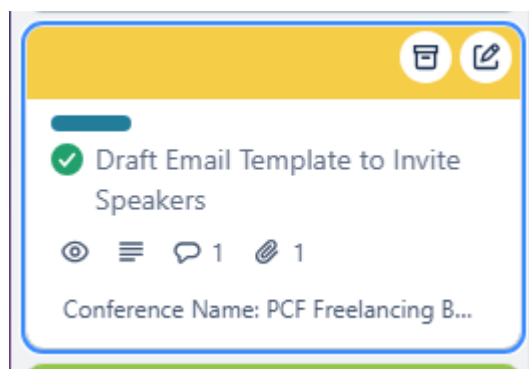 Draft Email Template to Invite
Speakers
1 1
Conference Name: PCF Freelancing B...